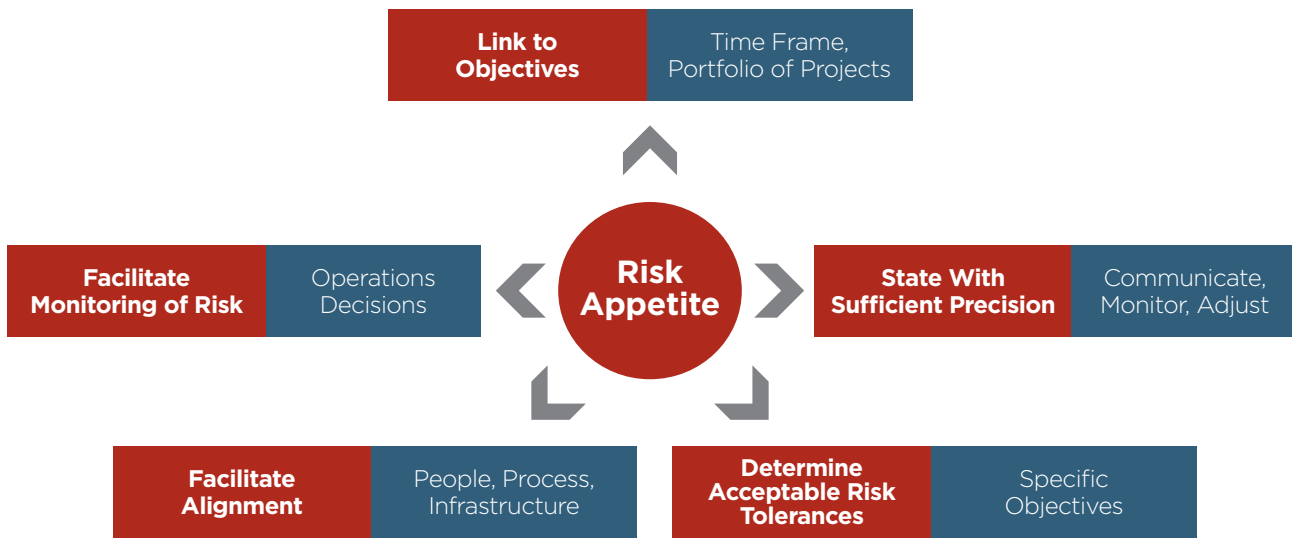 Link to
Objectives
Time Frame,
Portfolio of Projects
Facilitate
Monitoring of Risk
Operations
Decisions
Risk
Appetite
State With
Sufficient Precision
Communicate,
Monitor, Adjust
Facilitate
Alignment
People, Process,
Infrastructure
Determine
Acceptable Risk
Tolerances
Specific
Objectives